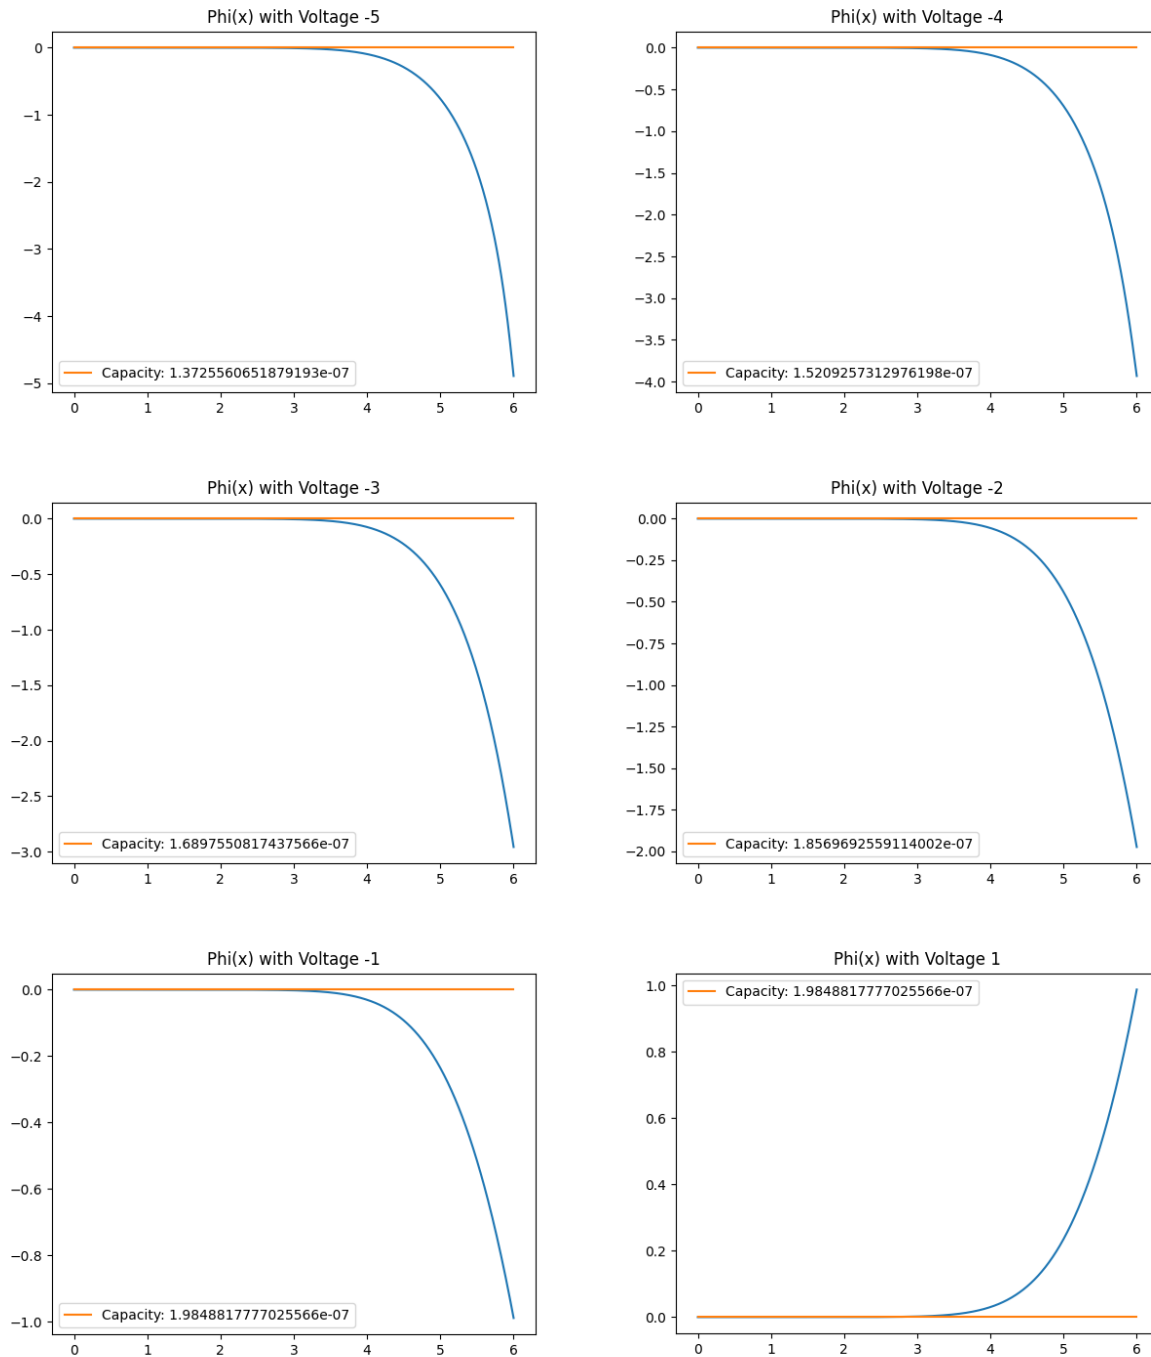 Phi(x) with Voltage -5
0
−1
−2
−3
−4
−5
Capacity: 1.3725560651879193e-07
0 1 2 3 4 5 6
Phi(x) with Voltage -4
0.0
−0.5
−1.0
−1.5
−2.0
−2.5
−3.0
−3.5
−4.0
Capacity: 1.5209257312976198e-07
0 1 2 3 4 5 6
Phi(x) with Voltage -3
0.0
−0.5
−1.0
−1.5
−2.0
−2.5
−3.0
Capacity: 1.6897550817437566e-07
0 1 2 3 4 5 6
Phi(x) with Voltage -2
0.00
−0.25
−0.50
−0.75
−1.00
−1.25
−1.50
−1.75
−2.00
Capacity: 1.8569692559114002e-07
0 1 2 3 4 5 6
Phi(x) with Voltage -1
0.0
−0.2
−0.4
−0.6
−0.8
−1.0
Capacity: 1.9848817777025566e-07
0 1 2 3 4 5 6
Phi(x) with Voltage 1
Capacity: 1.9848817777025566e-07
1.0
0.8
0.6
0.4
0.2
0.0
0 1 2 3 4 5 6